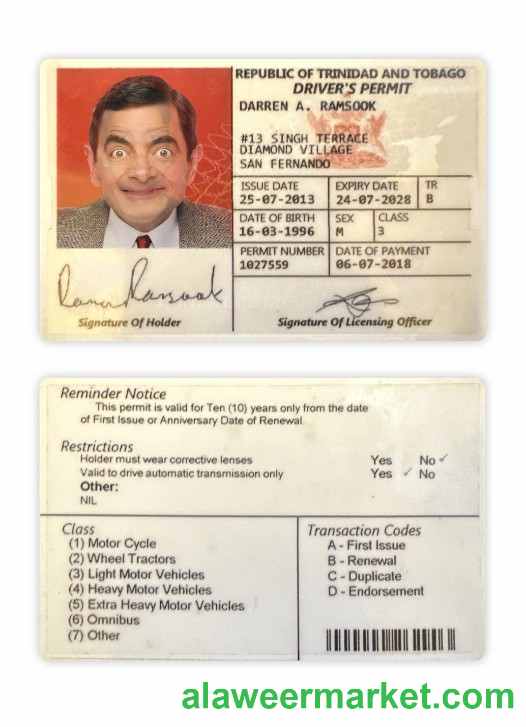 REPUBLIC OF TRINIDAD AND TOBAGO
DRIVER'S PERMIT
DARREN A. RAMSOOK
#13 SINGH TERRACE
DIAMOND VILLAGE
SAN FERNANDO
ISSUE DATE EXPIRY DATE TR
25-07-2013 24-07-2028 B
DATE OF BIRTH SEX CLASS
16-03-1996 M 3
PERMIT NUMBER DATE OF PAYMENT
1027559 06-07-2018
Ramsook
Signature Of Holder Signature Of Licensing Officer
Reminder Notice
This permit is valid for Ten (10) years only from the date
of First Issue or Anniversary Date of Renewal
Restrictions
Holder must wear corrective lenses Yes No ✓
Valid to drive automatic transmission only Yes ✓ No
Other:
NIL
Class Transaction Codes
(1) Motor Cycle A - First Issue
(2) Wheel Tractors B - Renewal
(3) Light Motor Vehicles C - Duplicate
(4) Heavy Motor Vehicles D - Endorsement
(5) Extra Heavy Motor Vehicles
(6) Omnibus
(7) Other
alaweermarket.com